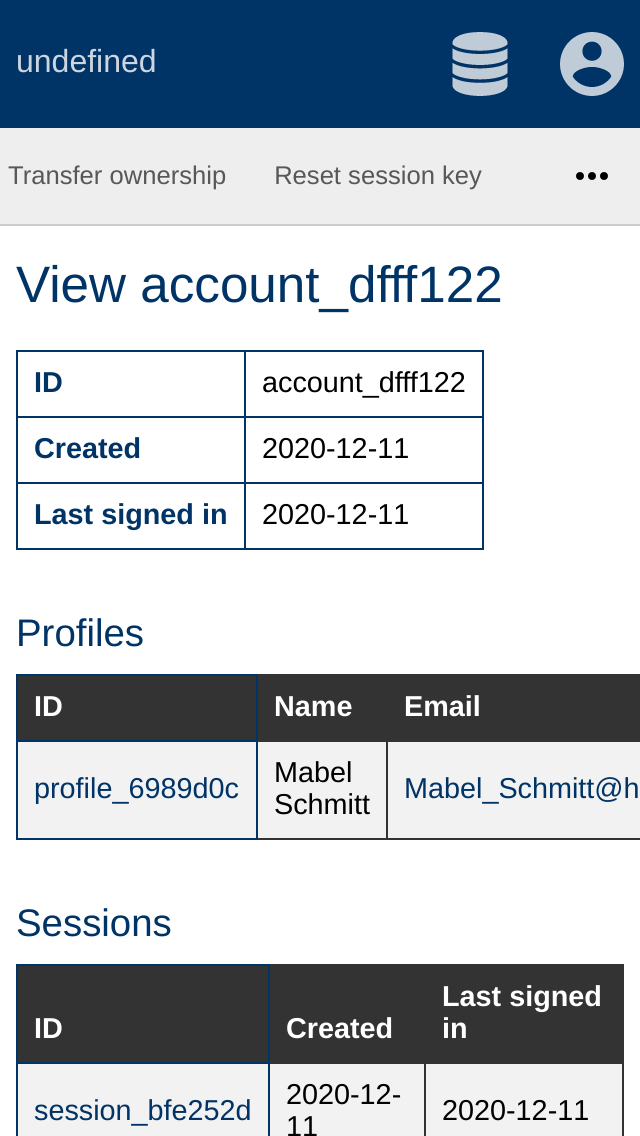 undefined
Transfer ownership Reset session key
View account_dfff122
ID account_dfff122
Created 2020-12-11
Last signed in 2020-12-11
Profiles
ID Name Email
profile_6989d0c Mabel Schmitt Mabel_Schmitt@h
Sessions
ID Created Last signed in
session_bfe252d 2020-12-11 2020-12-11